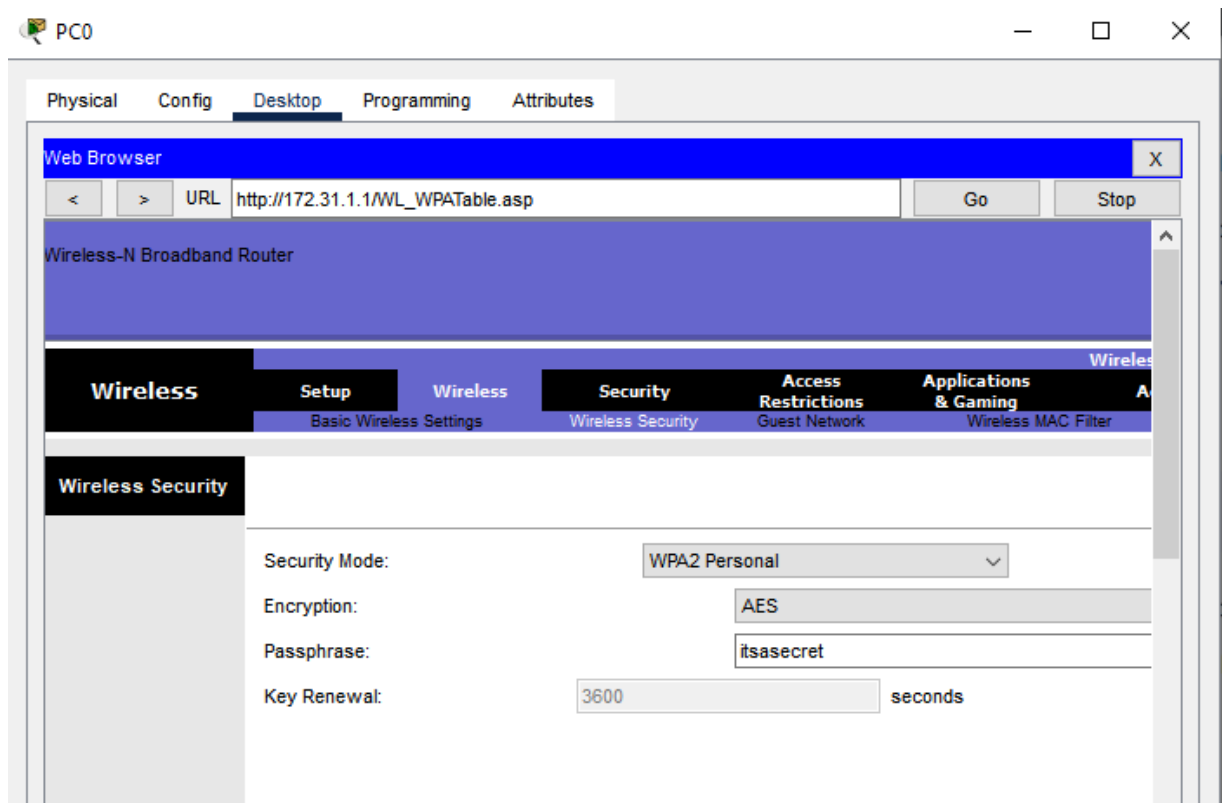 PC0
Physical Config Desktop Programming Attributes
Web Browser X
< > URL http://172.31.1.1/WL_WPATable.asp Go Stop
Wireless-N Broadband Router
Wireles
Wireless Setup Wireless Security Access Restrictions Applications & Gaming A
Basic Wireless Settings Wireless Security Guest Network Wireless MAC Filter
Wireless Security
Security Mode: WPA2 Personal
Encryption: AES
Passphrase: itsasecret
Key Renewal: 3600 seconds